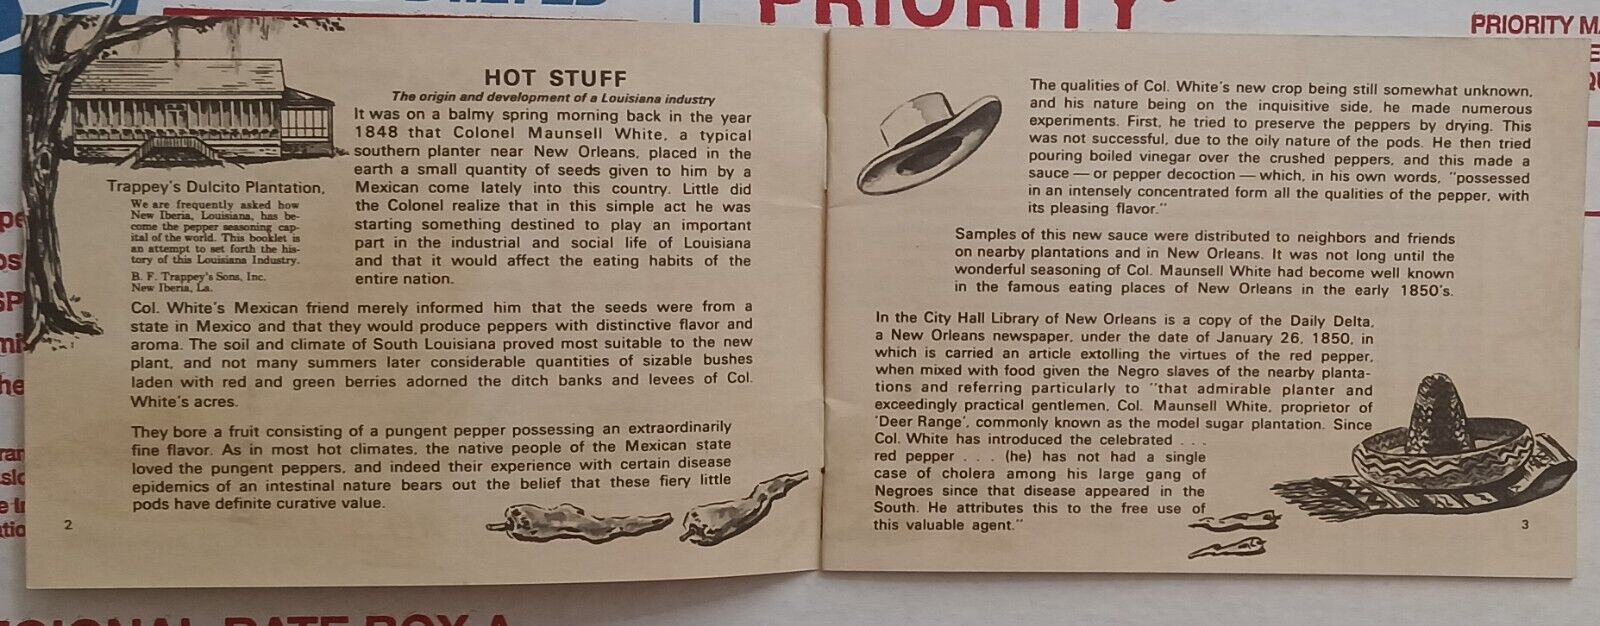 PRIORITY
PRIORITY MA
HOT STUFF
The origin and development of a Louisiana industry
It was on a balmy spring morning back in the year
1848 that Colonel Maunsell White, a typical
southern planter near New Orleans, placed in the
earth a small quantity of seeds given to him by a
Mexican come lately into this country. Little did
the Colonel realize that in this simple act he was
starting something destined to play an important
part in the industrial and social life of Louisiana
and that it would affect the eating habits of the
entire nation.
Trappey's Dulcito Plantation,
We are frequently asked how
New Iberia, Louisiana, has be-
come the pepper seasoning cap-
ital of the world. This booklet is
an attempt to set forth the his-
tory of this Louisiana Industry.
B. F. Trappey's Sons, Inc.
New Iberia, La.
Col. White's Mexican friend merely informed him that the seeds were from a
state in Mexico and that they would produce peppers with distinctive flavor and
aroma. The soil and climate of South Louisiana proved most suitable to the new
plant, and not many summers later considerable quantities of sizable bushes
laden with red and green berries adorned the ditch banks and levees of Col.
White's acres.
They bore a fruit consisting of a pungent pepper possessing an extraordinarily
fine flavor. As in most hot climates, the native people of the Mexican state
loved the pungent peppers, and indeed their experience with certain disease
epidemics of an intestinal nature bears out the belief that these fiery little
pods have definite curative value.
2
The qualities of Col. White's new crop being still somewhat unknown,
and his nature being on the inquisitive side, he made numerous
experiments. First, he tried to preserve the peppers by drying. This
was not successful, due to the oily nature of the pods. He then tried
pouring boiled vinegar over the crushed peppers, and this made a
sauce — or pepper decoction — which, in his own words, "possessed
in an intensely concentrated form all the qualities of the pepper, with
its pleasing flavor."
Samples of this new sauce were distributed to neighbors and friends
on nearby plantations and in New Orleans. It was not long until the
wonderful seasoning of Col. Maunsell White had become well known
in the famous eating places of New Orleans in the early 1850's.
In the City Hall Library of New Orleans is a copy of the Daily Delta,
a New Orleans newspaper, under the date of January 26, 1850, in
which is carried an article extolling the virtues of the red pepper,
when mixed with food given the Negro slaves of the nearby planta-
tions and referring particularly to "that admirable planter and
exceedingly practical gentlemen, Col. Maunsell White, proprietor of
'Deer Range', commonly known as the model sugar plantation. Since
Col. White has introduced the celebrated . . .
red pepper . . . (he) has not had a single
case of cholera among his large gang of
Negroes since that disease appeared in the
South. He attributes this to the free use of
this valuable agent."
3
REGIONAL RATE BOX A